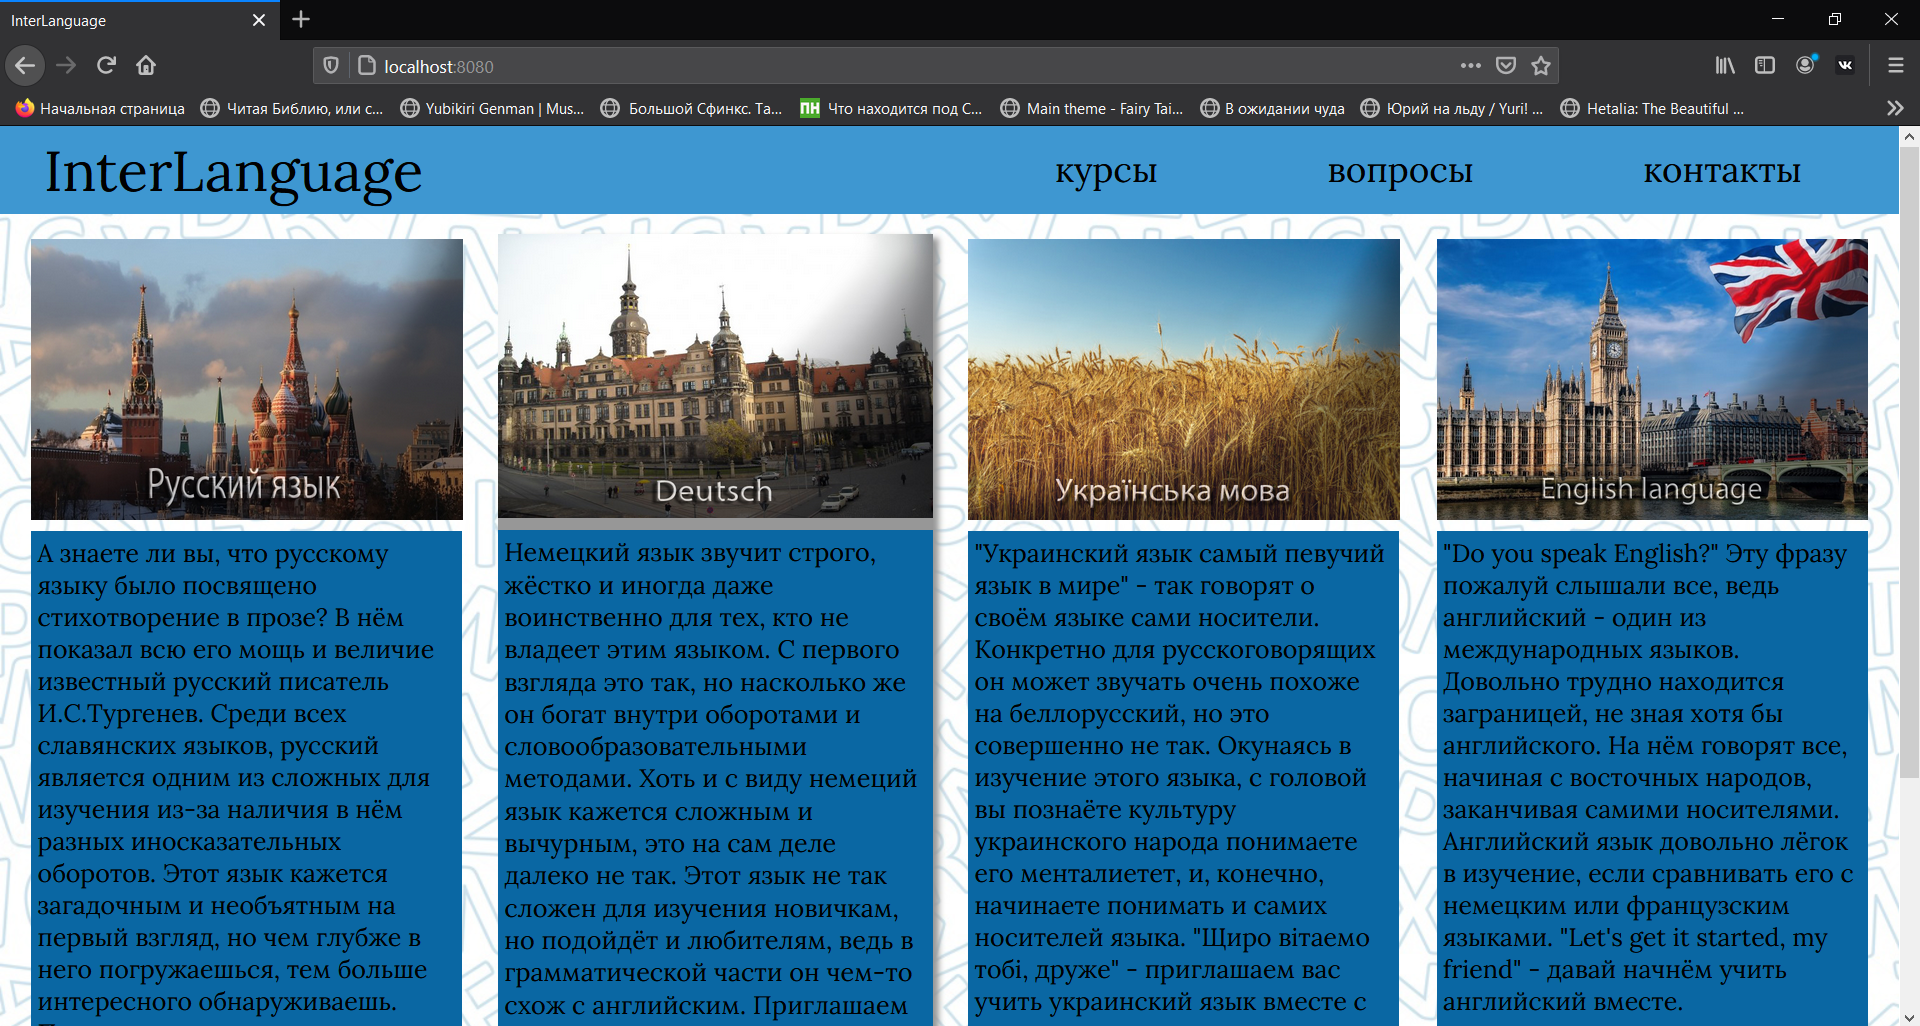 InterLanguage
localhost:8080
Начальная страница
Читая Библию, или с...
Yubikiri Genman | Mus...
Большой Сфинкс. Та...
ПН
Что находится под С...
Main theme - Fairy Tai...
В ожидании чуда
Юрий на льду / Yuri! ...
Hetalia: The Beautiful ...
InterLanguage
курсы
вопросы
контакты
Русский язык
А знаете ли вы, что русскому
языку было посвящено
стихотворение в прозе? В нём
показал всю его мощь и величие
известный русский писатель
И.С.Тургенев. Среди всех
славянских языков, русский
является одним из сложных для
изучения из-за наличия в нём
разных иносказательных
оборотов. Этот язык кажется
загадочным и необъятным на
первый взгляд, но чем глубже в
него погружаешься, тем больше
интересного обнаруживаешь.
Deutsch
Немецкий язык звучит строго,
жёстко и иногда даже
воинственно для тех, кто не
владеет этим языком. С первого
взгляда это так, но насколько же
он богат внутри оборотами и
словообразовательными
методами. Хоть и с виду немеций
язык кажется сложным и
вычурным, это на сам деле
далеко не так. Этот язык не так
сложен для изучения новичкам,
но подойдёт и любителям, ведь в
грамматической части он чем-то
схож с английским. Приглашаем
Українська мова
"Украинский язык самый певучий
язык в мире" - так говорят о
своём языке сами носители.
Конкретно для русскоговорящих
он может звучать очень похоже
на беллорусский, но это
совершенно не так. Окунаясь в
изучение этого языка, с головой
вы познаёте культуру
украинского народа понимаете
его менталиетет, и, конечно,
начинаете понимать и самих
носителей языка. "Щиро вітаемо
тобі, друже" - приглашаем вас
учить украинский язык вместе с
English language
"Do you speak English?" Эту фразу
пожалуй слышали все, ведь
английский - один из
международных языков.
Довольно трудно находится
заграницей, не зная хотя бы
английского. На нём говорят все,
начиная с восточных народов,
заканчивая самими носителями.
Английский язык довольно лёгок
в изучение, если сравнивать его с
немецким или французским
языками. "Let's get it started, my
friend" - давай начнём учить
английский вместе.